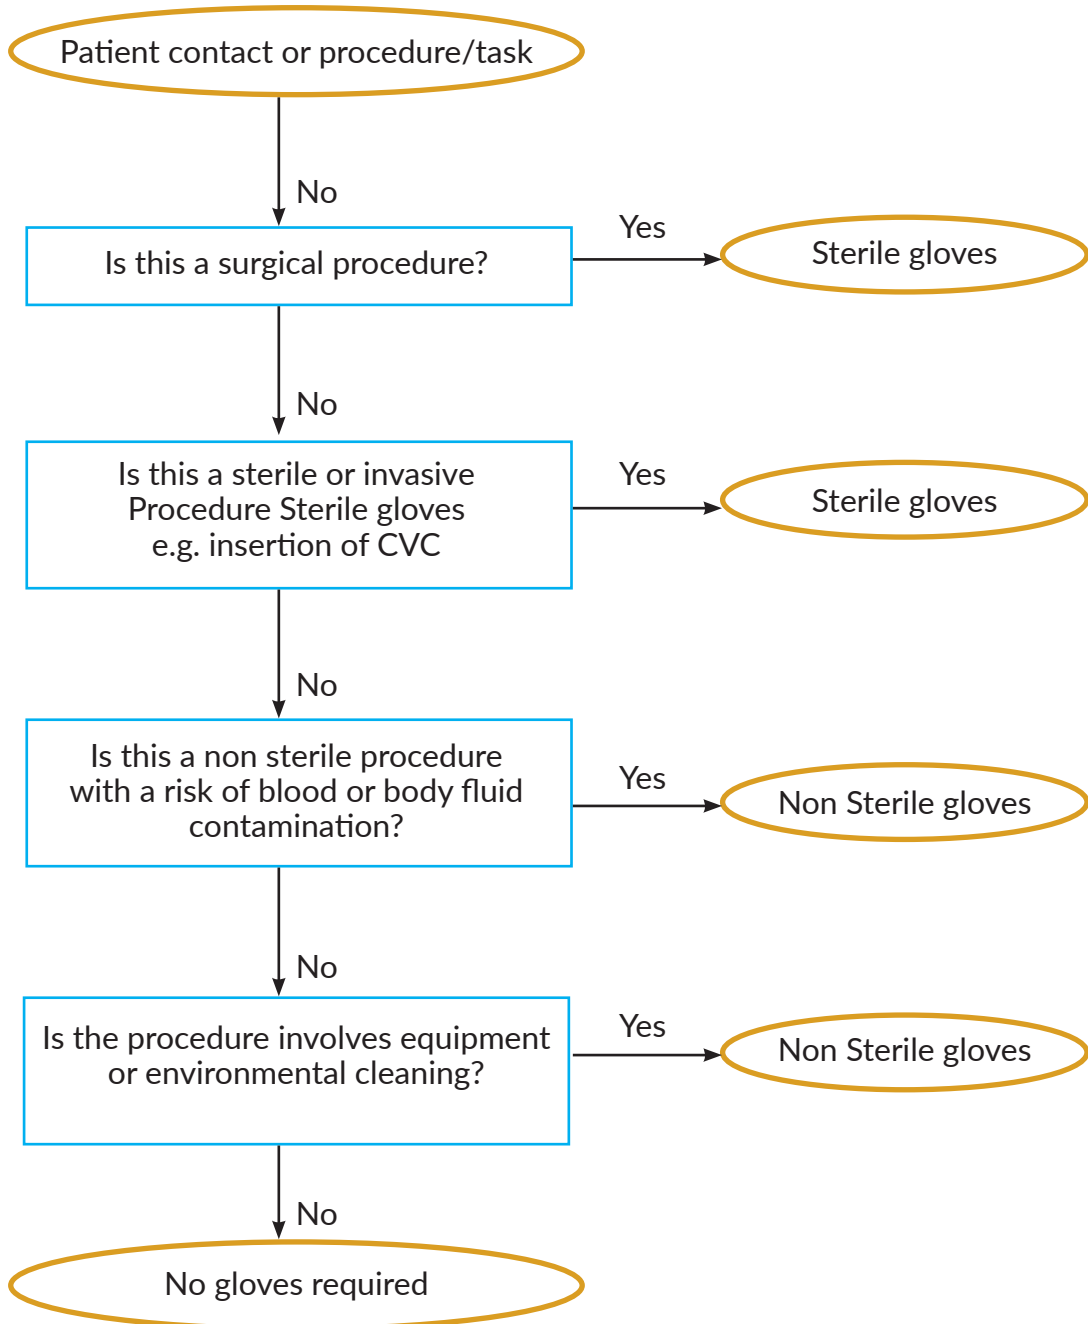 Patient contact or procedure/task
No
Is this a surgical procedure?
Yes
Sterile gloves
No
Is this a sterile or invasive
Procedure Sterile gloves
e.g. insertion of CVC
Yes
Sterile gloves
No
Is this a non sterile procedure
with a risk of blood or body fluid
contamination?
Yes
Non Sterile gloves
No
Is the procedure involves equipment
or environmental cleaning?
Yes
Non Sterile gloves
No
No gloves required